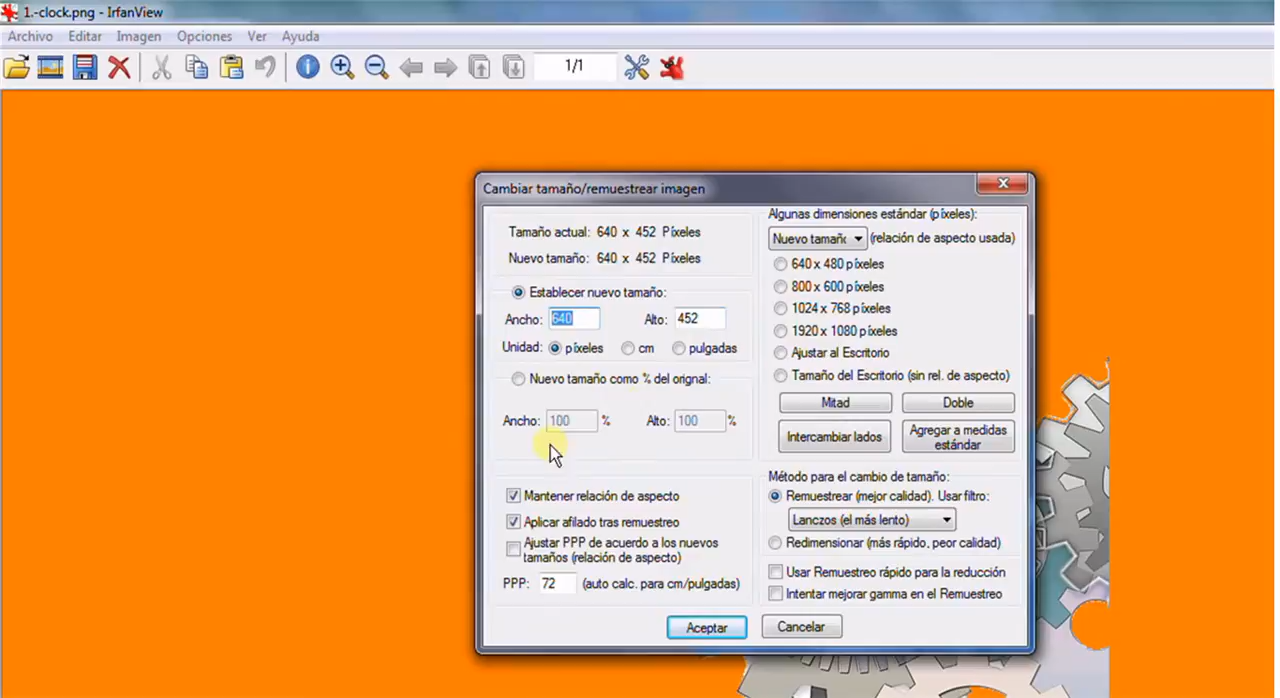 1.-clock.png - IrfanView
Archivo Editar Imagen Opciones Ver Ayuda
1/1
Cambiar tamaño/remuestrear imagen
Tamaño actual: 640 x 452 Píxeles
Nuevo tamaño: 640 x 452 Píxeles
Establecer nuevo tamaño:
Ancho: 640 Alto: 452
Unidad: píxeles cm pulgadas
Nuevo tamaño como % del orignal:
Ancho: 100 % Alto: 100 %
Mantener relación de aspecto
Aplicar afilado tras remuestreo
Ajustar PPP de acuerdo a los nuevos
tamaños (relación de aspecto)
PPP: 72 (auto calc. para cm/pulgadas)
Algunas dimensiones estándar (píxeles):
Nuevo tamañc (relación de aspecto usada)
640 x 480 píxeles
800 x 600 píxeles
1024 x 768 píxeles
1920 x 1080 píxeles
Ajustar al Escritorio
Tamaño del Escritorio (sin rel. de aspecto)
Mitad Doble
Intercambiar lados
Agregar a medidas
estándar
Método para el cambio de tamaño:
Remuestrear (mejor calidad). Usar filtro:
Lanczos (el más lento)
Redimensionar (más rápido, peor calidad)
Usar Remuestreo rápido para la reducción
Intentar mejorar gamma en el Remuestreo
Aceptar Cancelar